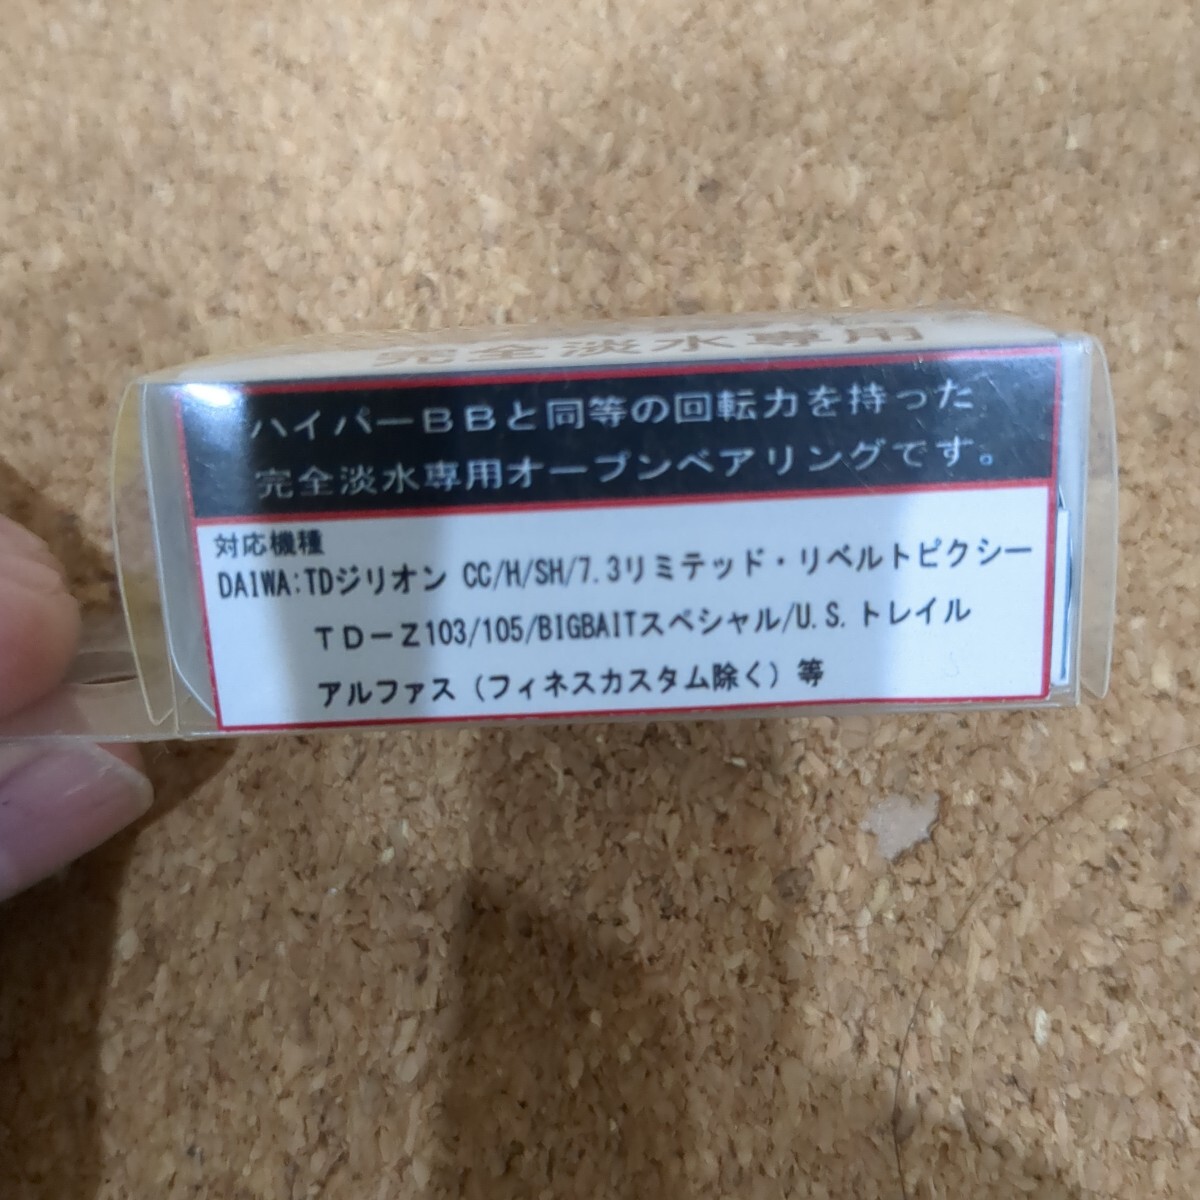 完全淡水専用
ハイパーＢＢと同等の回転力を持った
完全淡水専用オープンベアリングです。
対応機種
DAIWA:TDジリオン CC/H/SH/7.3リミテッド・リベルトピクシー
ＴＤ－Ｚ103/105/BIGBAITスペシャル/U.S.トレイル
アルファス（フィネスカスタム除く）等